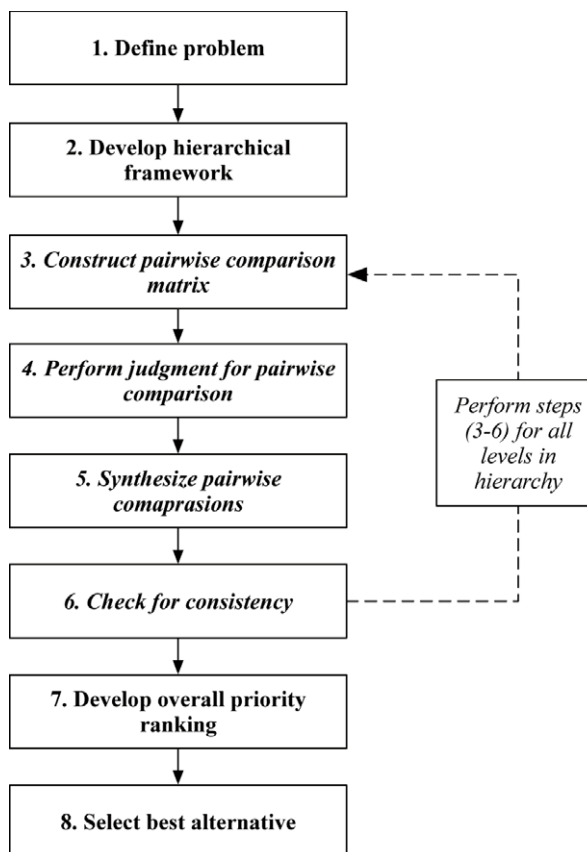 1. Define problem
2. Develop hierarchical
framework
3. Construct pairwise comparison
matrix
4. Perform judgment for pairwise
comparison
5. Synthesize pairwise
comaprasions
6. Check for consistency
Perform steps
(3-6) for all
levels in
hierarchy
7. Develop overall priority
ranking
8. Select best alternative